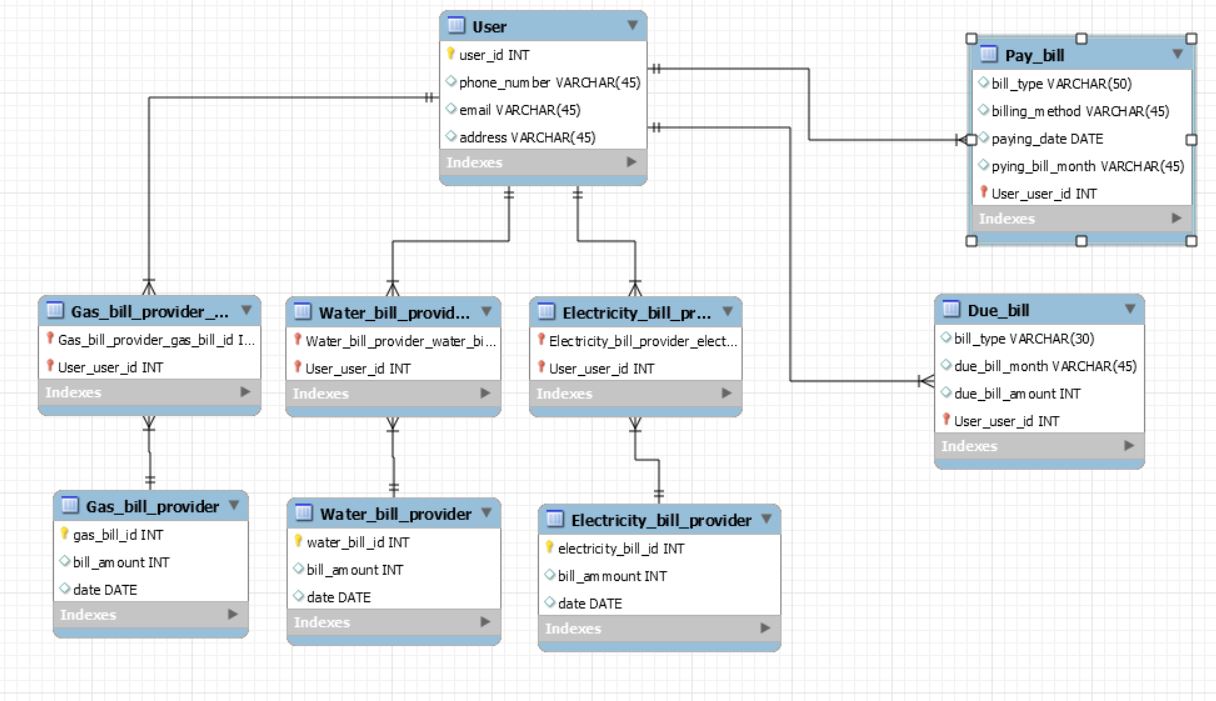 User
user_id INT
phone_number VARCHAR(45)
email VARCHAR(45)
address VARCHAR(45)
Indexes
Pay_bill
bill_type VARCHAR(50)
billing_method VARCHAR(45)
paying_date DATE
pying_bill_month VARCHAR(45)
User_user_id INT
Indexes
Gas_bill_provider_...
Gas_bill_provider_gas_bill_id I...
User_user_id INT
Indexes
Water_bill_provid...
Water_bill_provider_water_bi...
User_user_id INT
Indexes
Electricity_bill_pr...
Electricity_bill_provider_elect...
User_user_id INT
Indexes
Due_bill
bill_type VARCHAR(30)
due_bill_month VARCHAR(45)
due_bill_amount INT
User_user_id INT
Indexes
Gas_bill_provider
gas_bill_id INT
bill_amount INT
date DATE
Indexes
Water_bill_provider
water_bill_id INT
bill_amount INT
date DATE
Indexes
Electricity_bill_provider
electricity_bill_id INT
bill_ammount INT
date DATE
Indexes